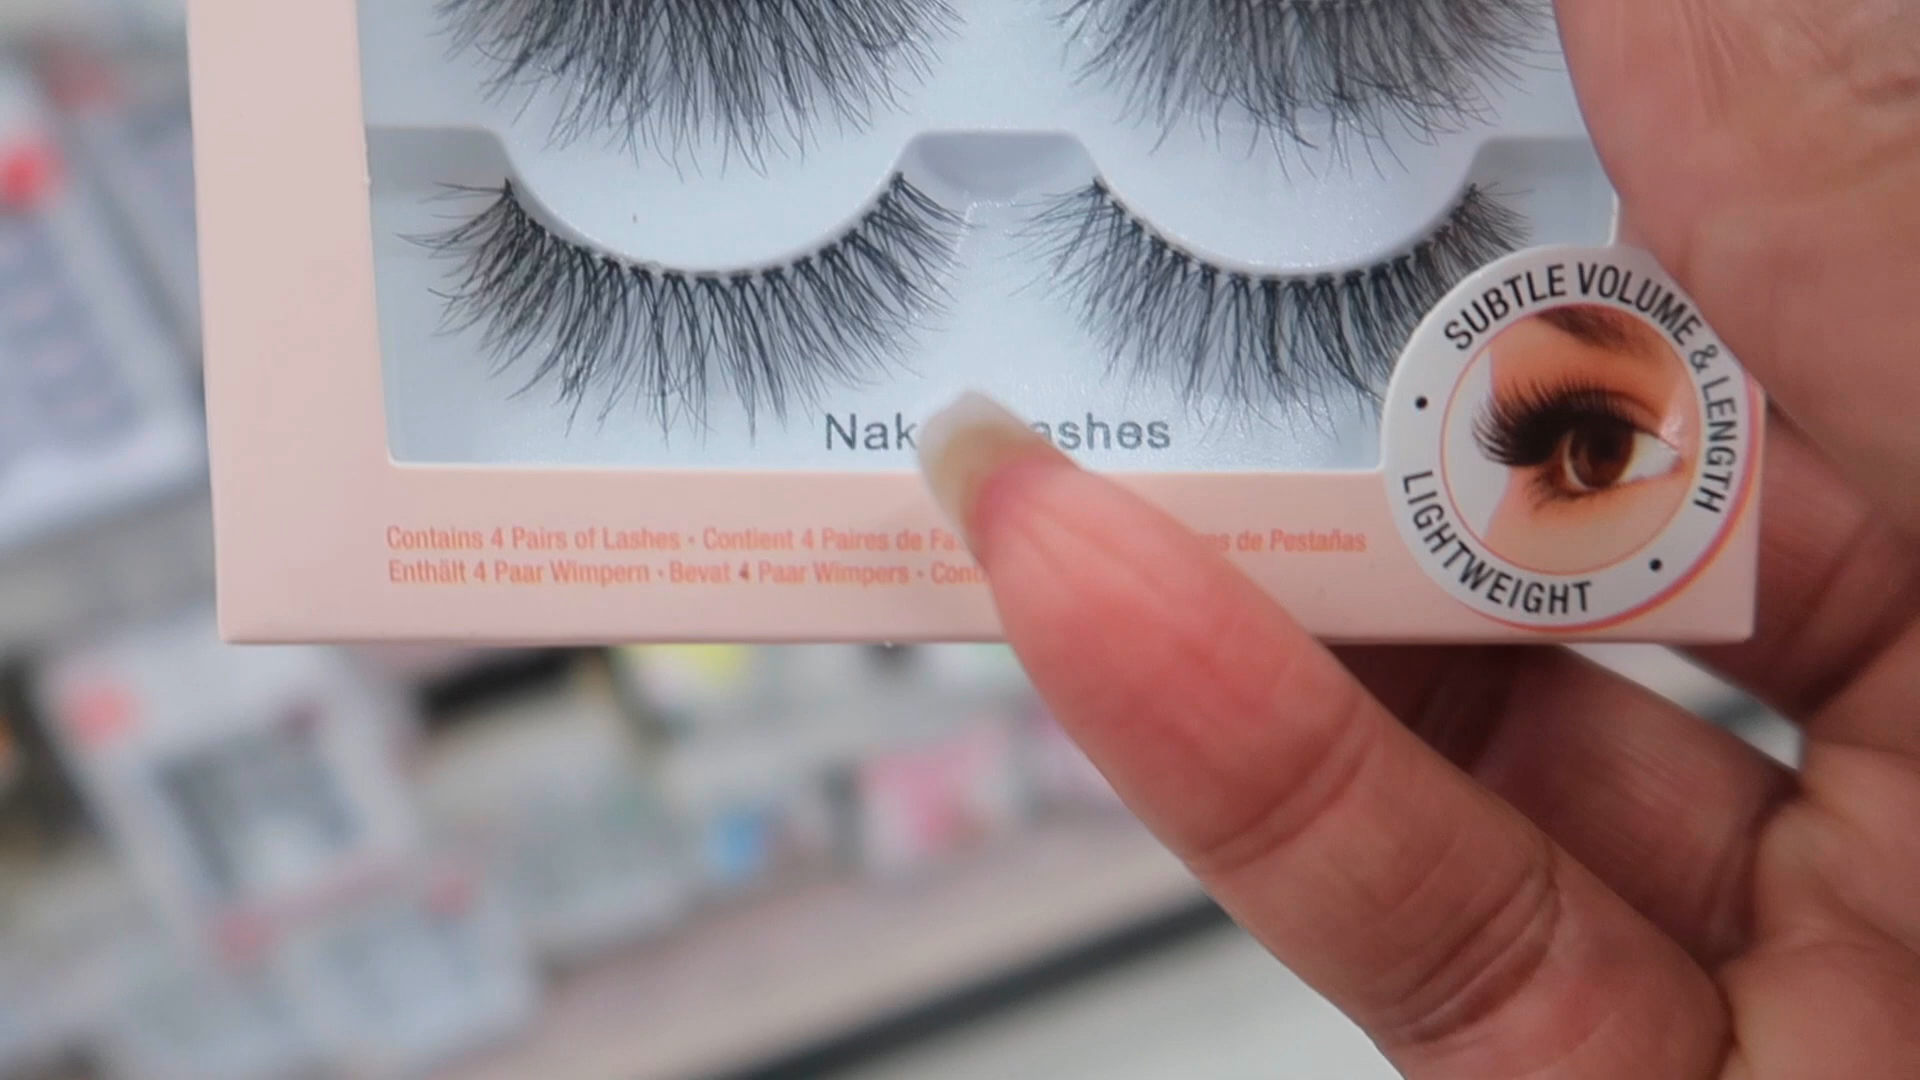 Nak ashes
SUBTLE VOLUME & LENGTH
• LIGHTWEIGHT •
Contains 4 Pairs of Lashes • Contient 4 Paires de Fa es de Pestañas
Enthält 4 Paar Wimpern • Bevat 4 Paar Wimpers • Cont